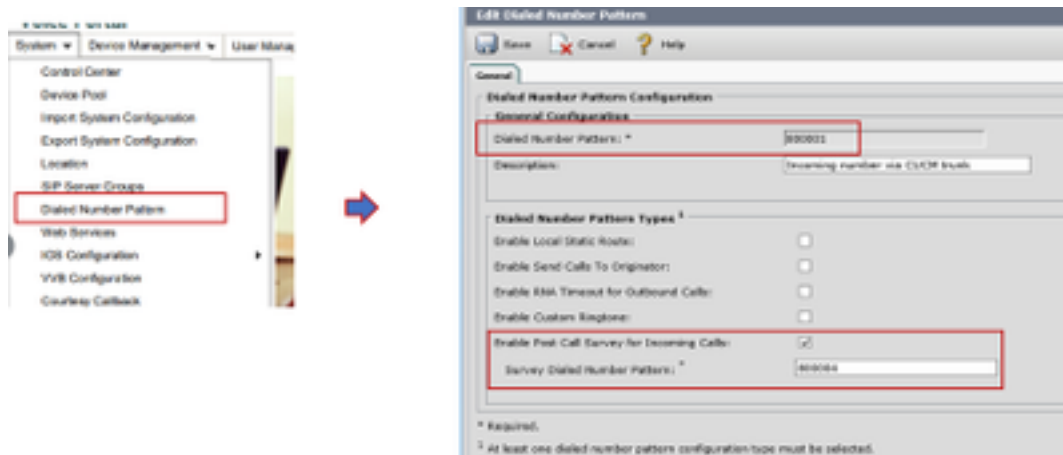 System Device Management User Manag
Control Center
Device Pool
Import System Configuration
Export System Configuration
Location
SIP Server Groups
Dialed Number Pattern
Web Services
IOS Configuration
VVB Configuration
Courtesy Callback
Edit Dialed Number Pattern
Save Cancel Help
General
Dialed Number Pattern Configuration
General Configuration
Dialed Number Pattern: * 800031
Description: Incoming number via CUCM trunk
Dialed Number Pattern Types 1
Enable Local Static Route:
Enable Send Calls To Originator:
Enable RNA Timeout for Outbound Calls:
Enable Custom Ringtone:
Enable Post Call Survey for Incoming Calls:
Survey Dialed Number Pattern: *
* Required.
1 At least one dialed number pattern configuration type must be selected.